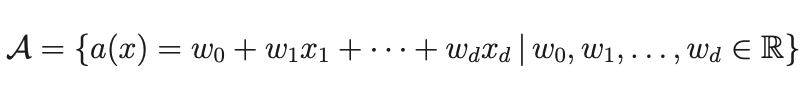 𝒜 = {a(x) = w₀ + w₁x₁ + ⋯ + w_d x_d | w₀, w₁, …, w_d ∈ ℝ}